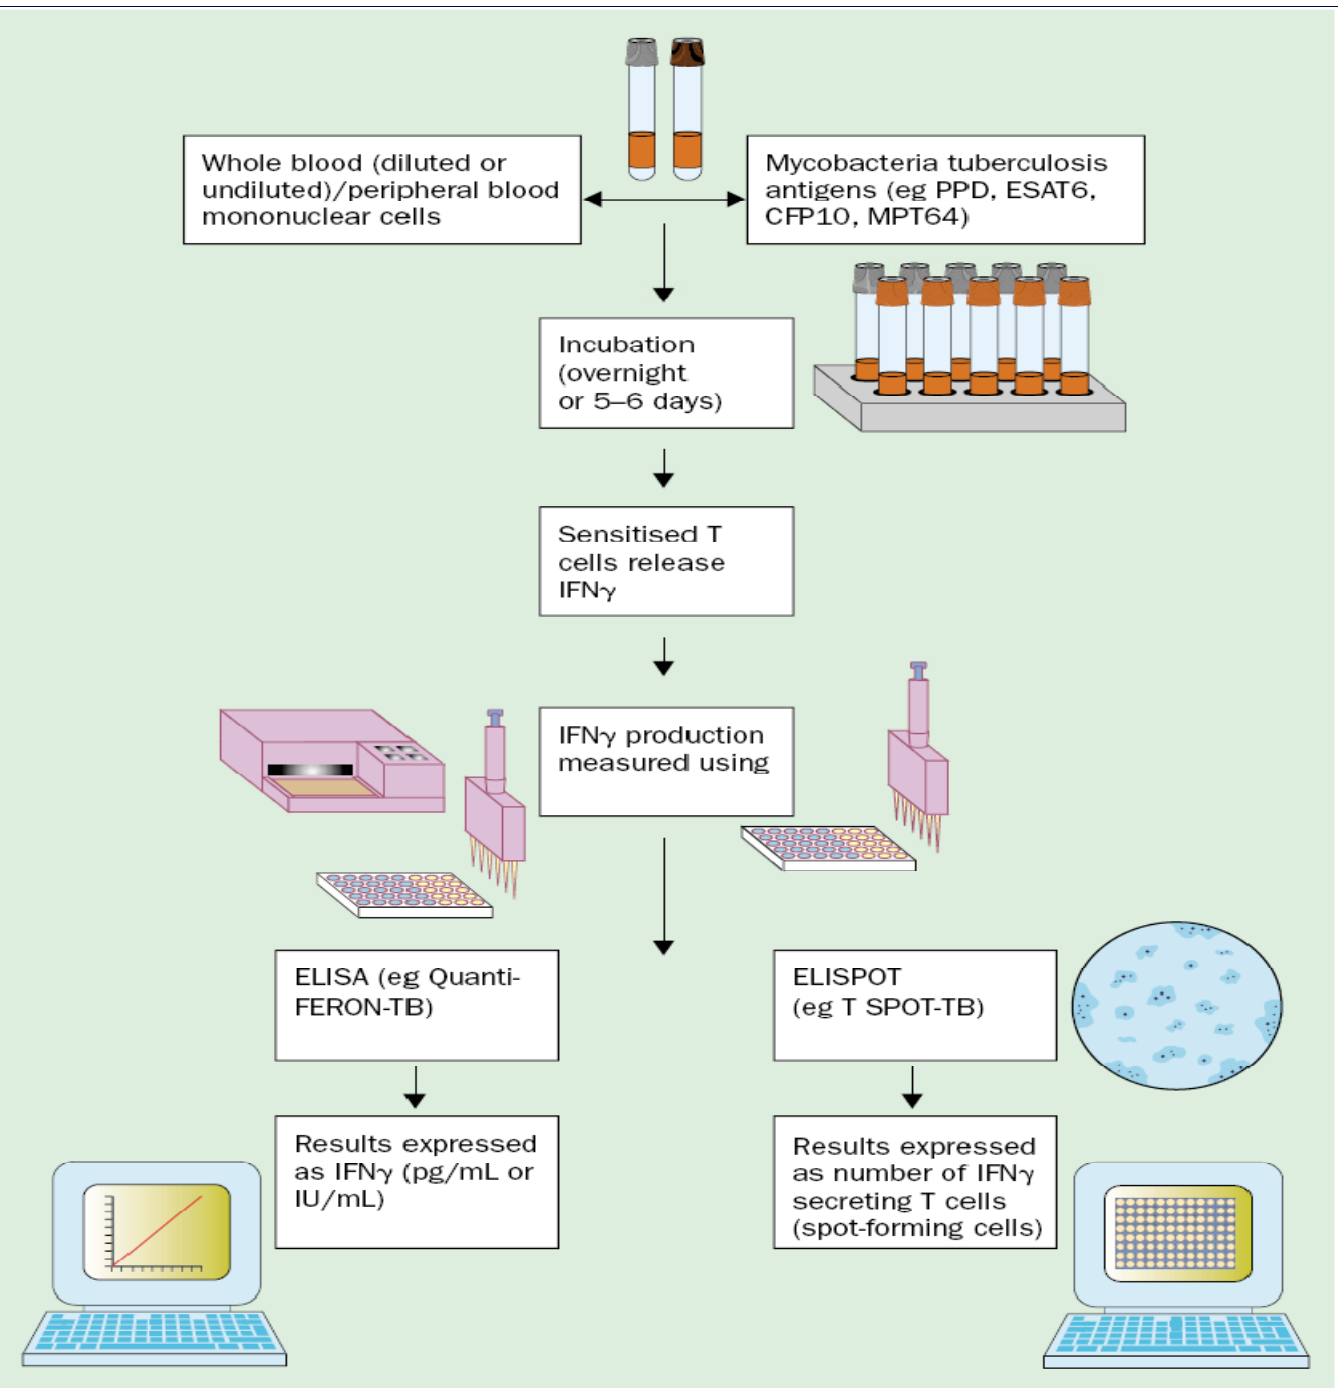 Whole blood (diluted or
undiluted)/peripheral blood
mononuclear cells
Mycobacteria tuberculosis
antigens (eg PPD, ESAT6,
CFP10, MPT64)
Incubation
(overnight
or 5–6 days)
Sensitised T
cells release
IFNγ
IFNγ production
measured using
ELISA (eg Quanti-
FERON-TB)
ELISPOT
(eg T SPOT-TB)
Results expressed
as IFNγ (pg/mL or
IU/mL)
Results expressed
as number of IFNγ
secreting T cells
(spot-forming cells)